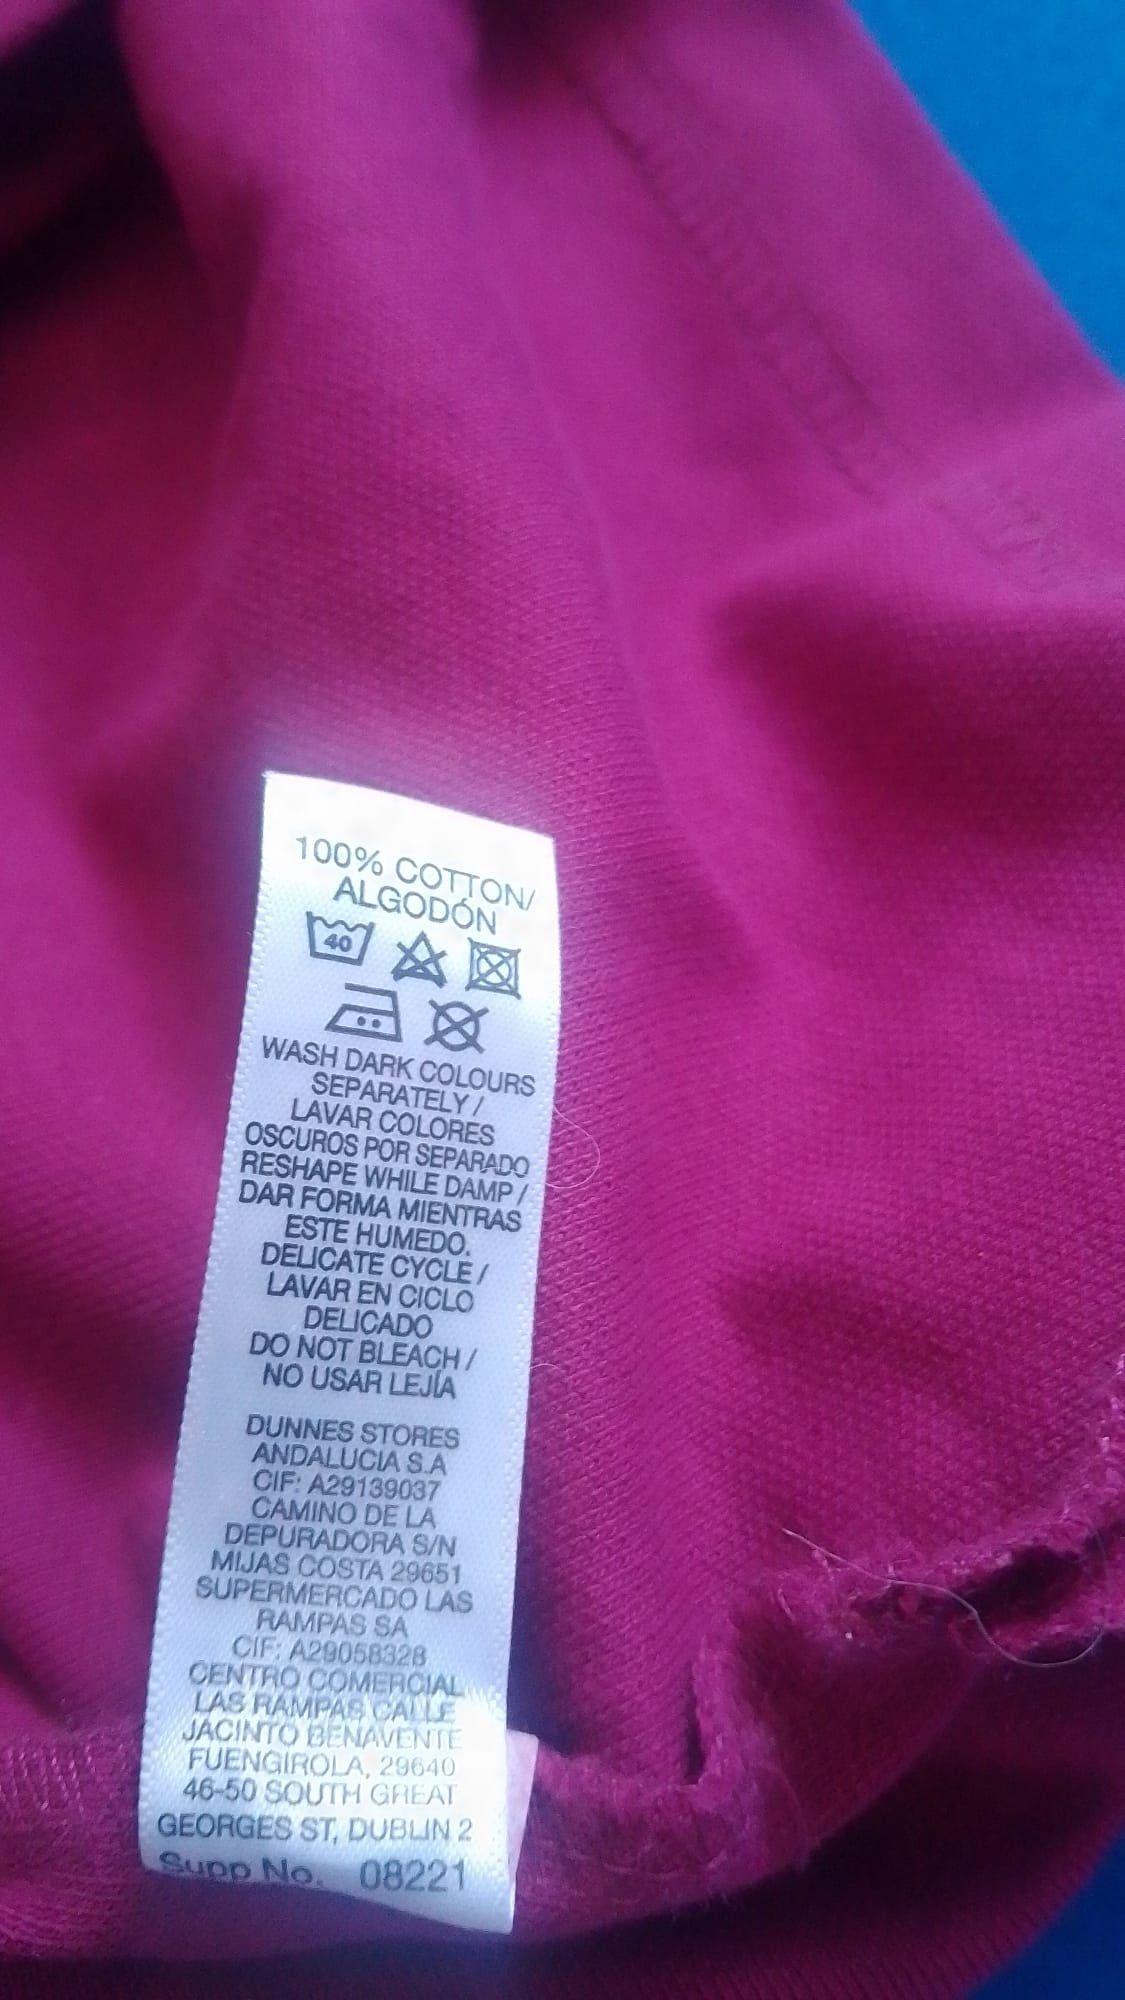 100% COTTON/
ALGODÓN
40
WASH DARK COLOURS
SEPARATELY/
LAVAR COLORES
OSCUROS POR SEPARADO
RESHAPE WHILE DAMP/
DAR FORMA MIENTRAS
ESTE HUMEDO.
DELICATE CYCLE/
LAVAR EN CICLO
DELICADO
DO NOT BLEACH/
NO USAR LEJÍA
DUNNES STORES
ANDALUCIA S.A
CIF: A29139037
CAMINO DE LA
DEPURADORA S/N
MIJAS COSTA 29651
SUPERMERCADO LAS
RAMPAS SA
CIF: A29058328
CENTRO COMERCIAL
LAS RAMPAS CALLE
JACINTO BENAVENTE
FUENGIROLA, 29640
46-50 SOUTH GREAT
GEORGES ST, DUBLIN 2
Supp No. 08221